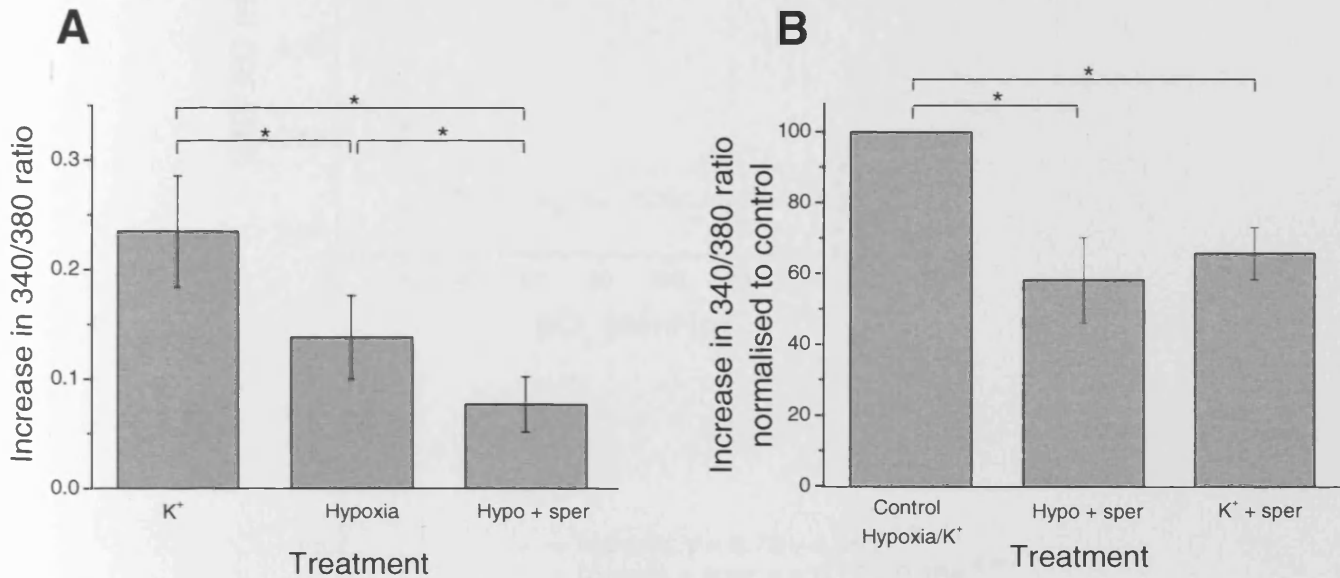 A
Increase in 340/380 ratio
0.3
0.2
0.1
0.0
*
*
*
K⁺
Hypoxia
Hypo + sper
Treatment
B
Increase in 340/380 ratio
normalised to control
100
80
60
40
20
0
*
*
Control
Hypoxia/K⁺
Hypo + sper
K⁺ + sper
Treatment